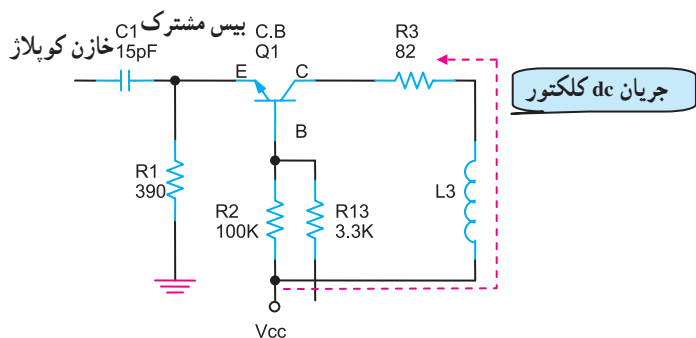 بیس مشترک
خازن کوپلاژ
C1
15pF
C.B
Q1
R3
82
E
C
B
جریان dc کلکتور
R1
390
R2
100K
R13
3.3K
L3
Vcc